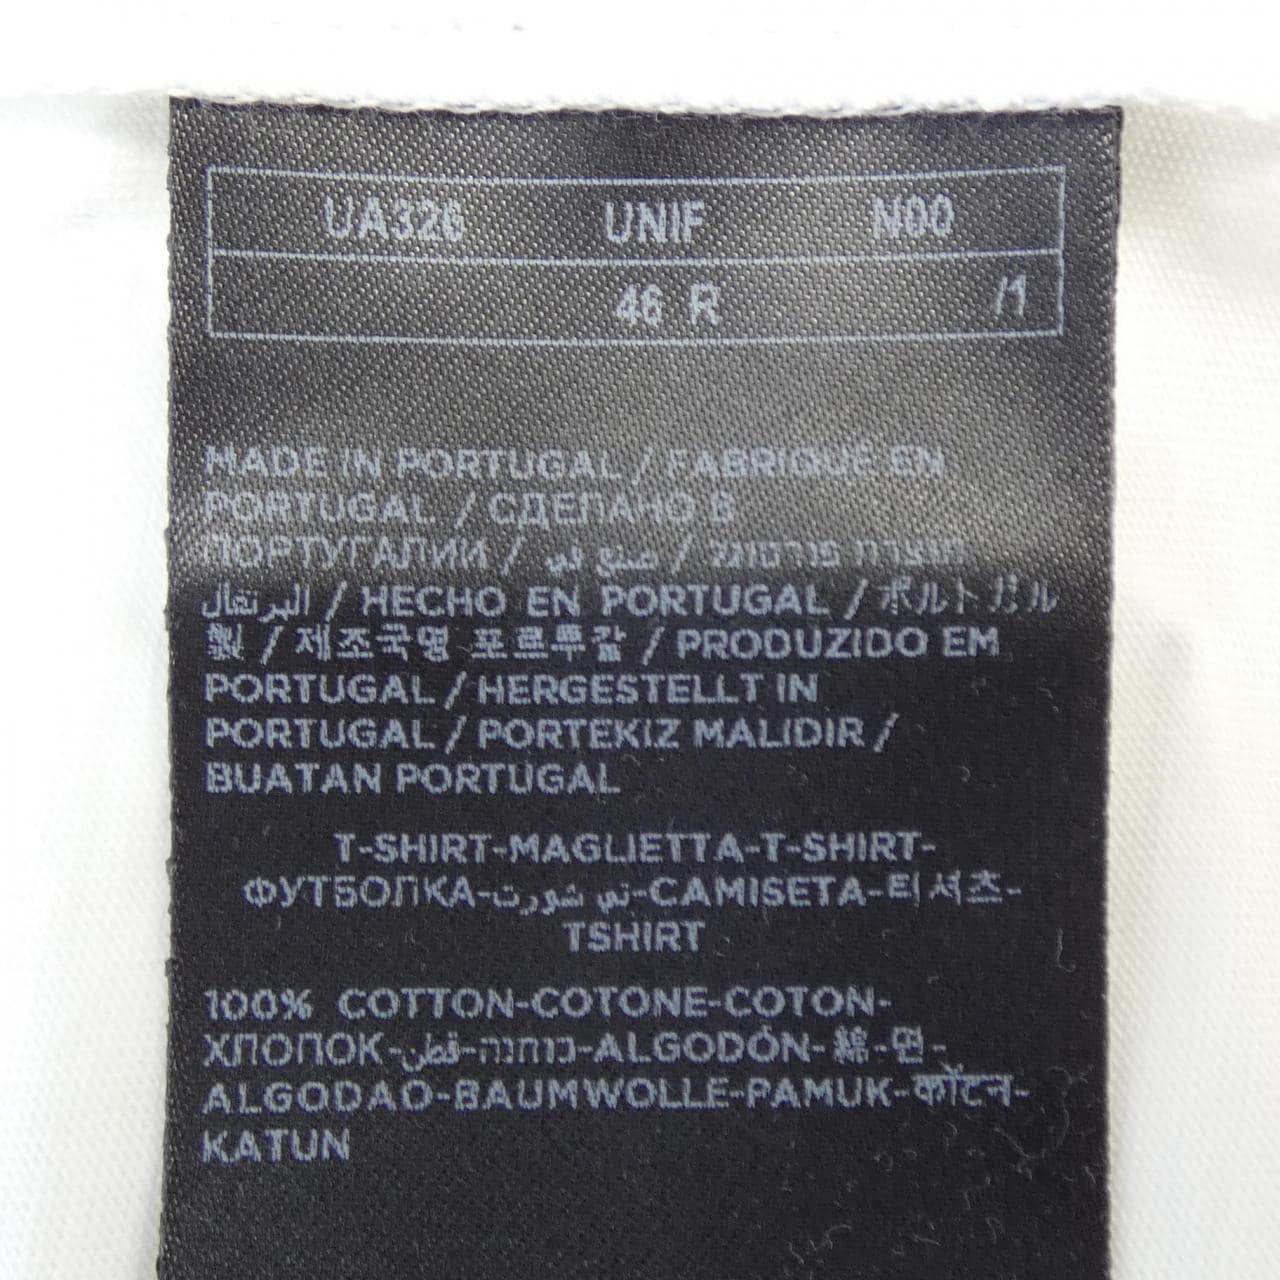 UA326 UNIF N00
46 R /1
MADE IN PORTUGAL / FABRIQUÉ EN
PORTUGAL / СДЕЛАНО В
ПОРТУГАЛИИ / صنع في / תוצרת פורטוגל
البرتغال / HECHO EN PORTUGAL / ポルトガル
製 / 제조국명 포르투갈 / PRODUZIDO EM
PORTUGAL / HERGESTELLT IN
PORTUGAL / PORTEKIZ MALIDIR /
BUATAN PORTUGAL
T-SHIRT-MAGLIETTA-T-SHIRT-
ФУТБОЛКА-تي شورت-CAMISETA-티셔츠-
TSHIRT
100% COTTON-COTONE-COTON-
ХЛОПОК-قطن-כותנה-ALGODÓN-綿-면-
ALGODAO-BAUMWOLLE-PAMUK-कॉटन-
KATUN